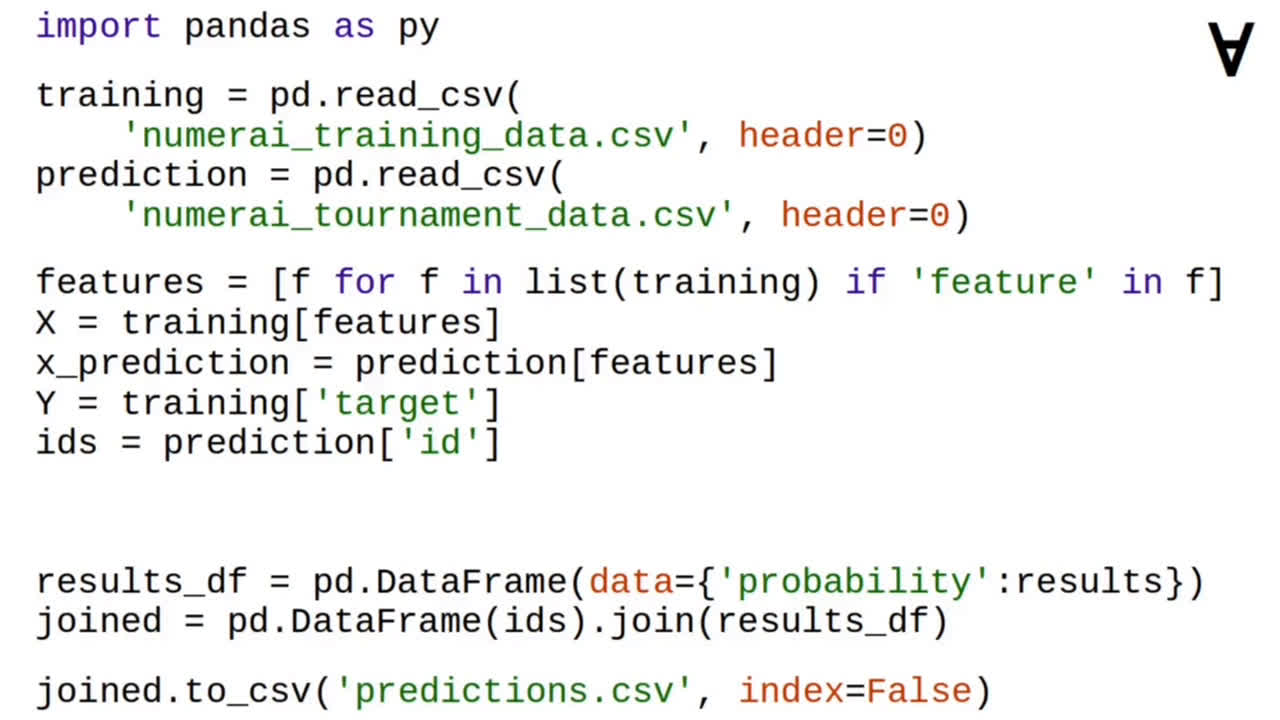 import pandas as py
∀
training = pd.read_csv(
    'numerai_training_data.csv', header=0)
prediction = pd.read_csv(
    'numerai_tournament_data.csv', header=0)
features = [f for f in list(training) if 'feature' in f]
X = training[features]
x_prediction = prediction[features]
Y = training['target']
ids = prediction['id']
results_df = pd.DataFrame(data={'probability':results})
joined = pd.DataFrame(ids).join(results_df)
joined.to_csv('predictions.csv', index=False)